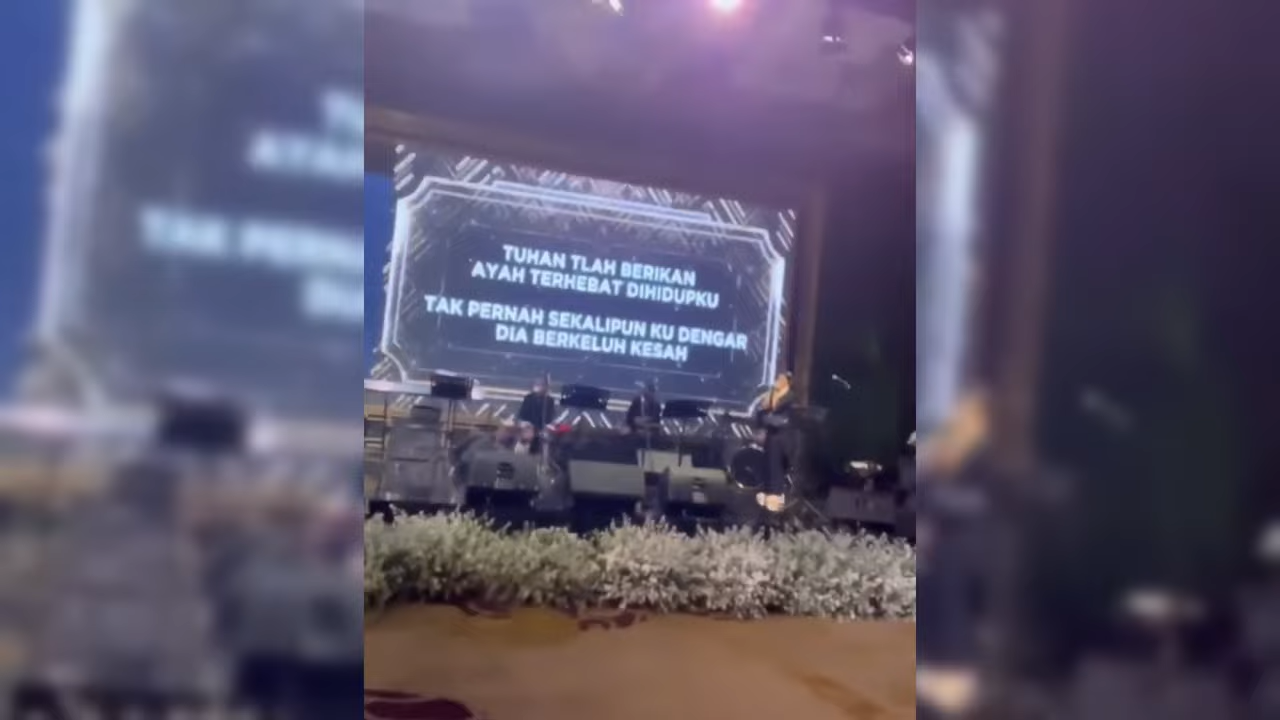 TUHAN TLAH BERIKAN
AYAH TERHEBAT DIHIDUPKU
TAK PERNAH SEKALIPUN KU DENGAR
DIA BERKELUH KESAH